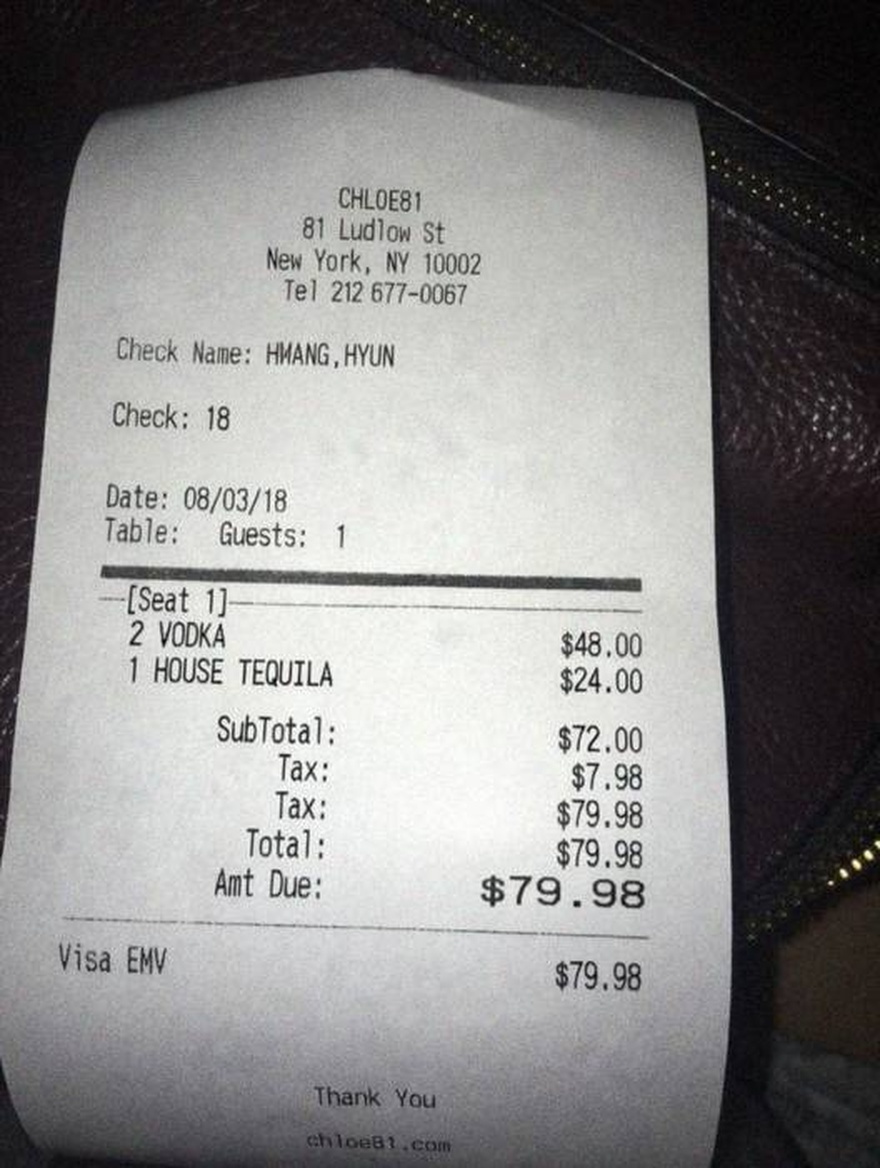 CHLOE81
81 Ludlow St
New York, NY 10002
Tel 212 677-0067
Check Name: HWANG,HYUN
Check: 18
Date: 08/03/18
Table: Guests: 1
[Seat 1]
2 VODKA $48.00
1 HOUSE TEQUILA $24.00
SubTotal: $72.00
Tax: $7.98
Tax: $79.98
Total: $79.98
Amt Due: $79.98
Visa EMV $79.98
Thank You
chloe81.com